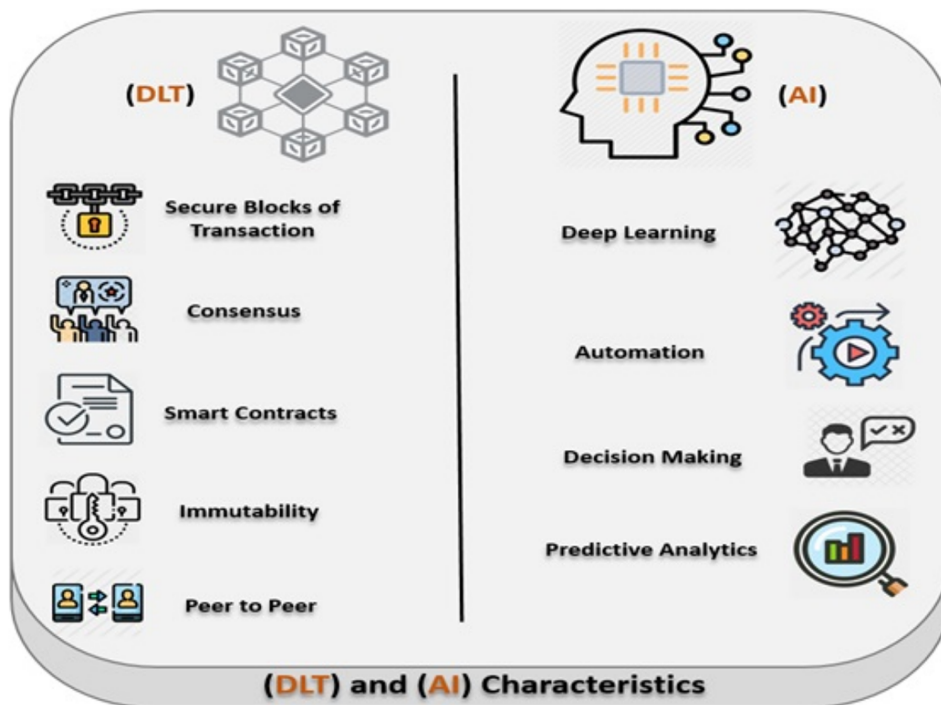 (DLT)
Secure Blocks of
Transaction
Consensus
Smart Contracts
Immutability
Peer to Peer
(AI)
Deep Learning
Automation
Decision Making
Predictive Analytics
(DLT) and (AI) Characteristics